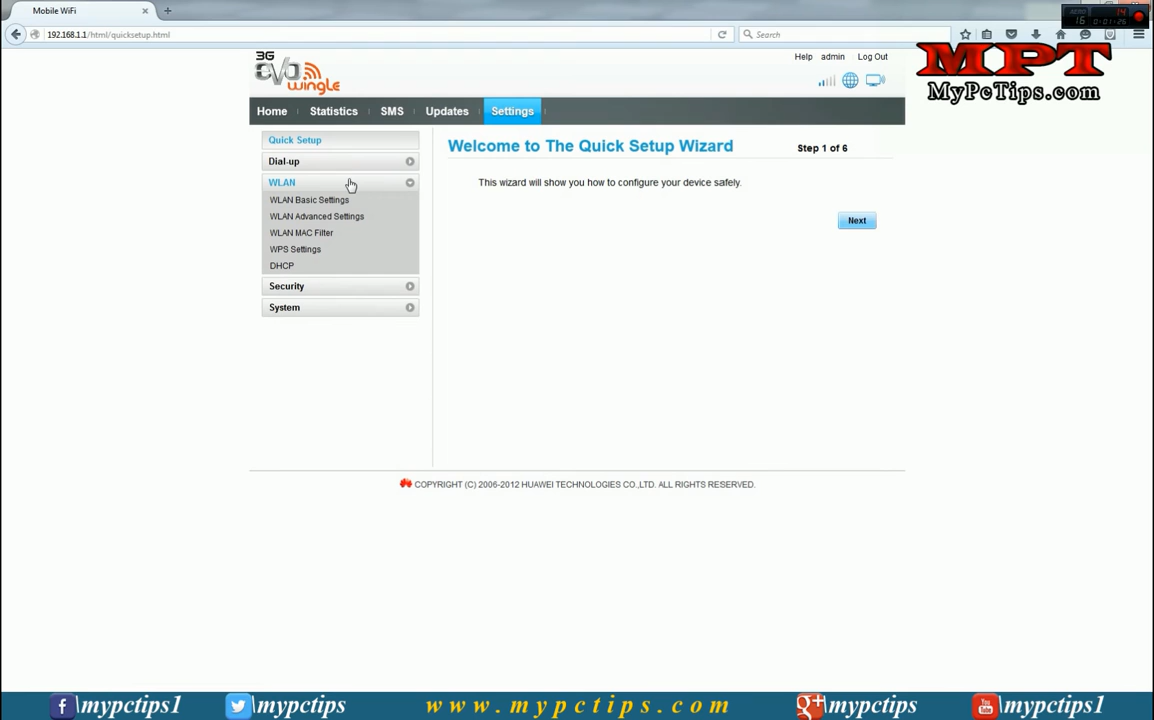 Mobile WiFi
192.168.1.1/html/quicksetup.html
Search
MPT
MyPcTips.com
3G
evo
wingle
Help admin Log Out
Home Statistics SMS Updates Settings
Quick Setup
Dial-up
WLAN
WLAN Basic Settings
WLAN Advanced Settings
WLAN MAC Filter
WPS Settings
DHCP
Security
System
Welcome to The Quick Setup Wizard
Step 1 of 6
This wizard will show you how to configure your device safely.
Next
COPYRIGHT (C) 2006-2012 HUAWEI TECHNOLOGIES CO.,LTD. ALL RIGHTS RESERVED.
f \mypctips1 \mypctips www.mypctips.com g+ \mypctips You Tube \mypctips1